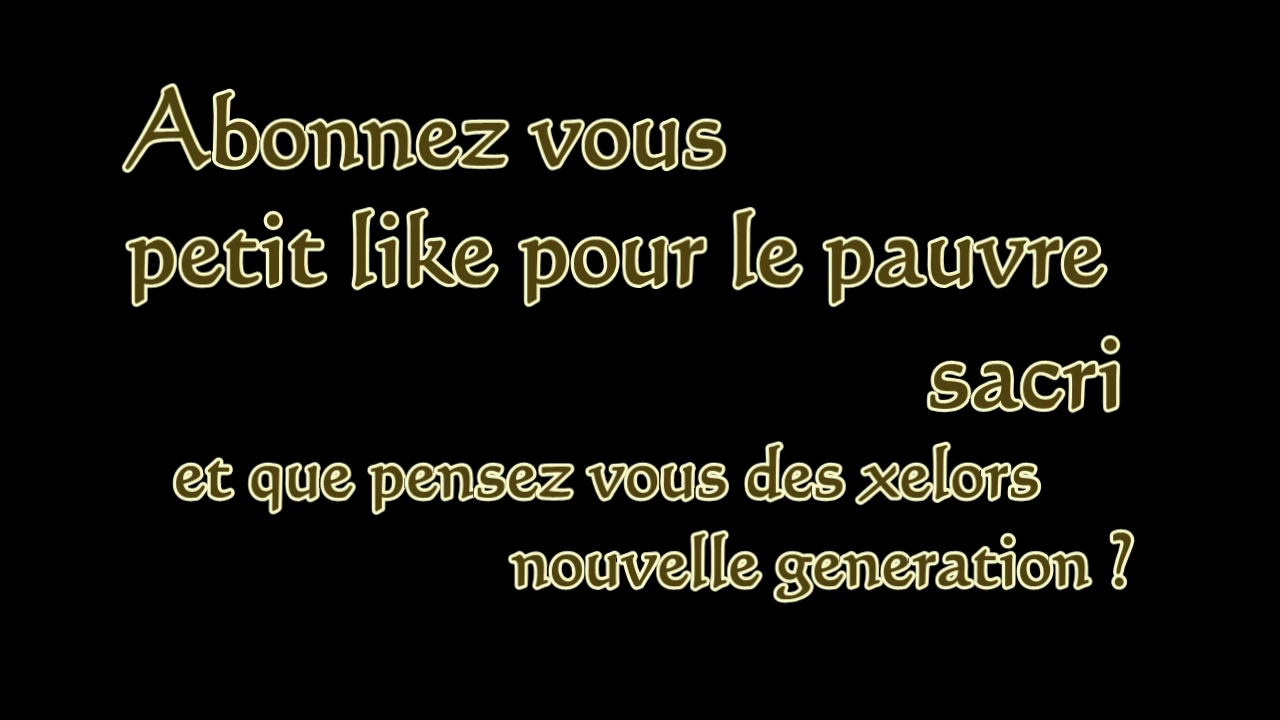 Abonnez vous
petit like pour le pauvre
sacri
et que pensez vous des xelors
nouvelle generation ?